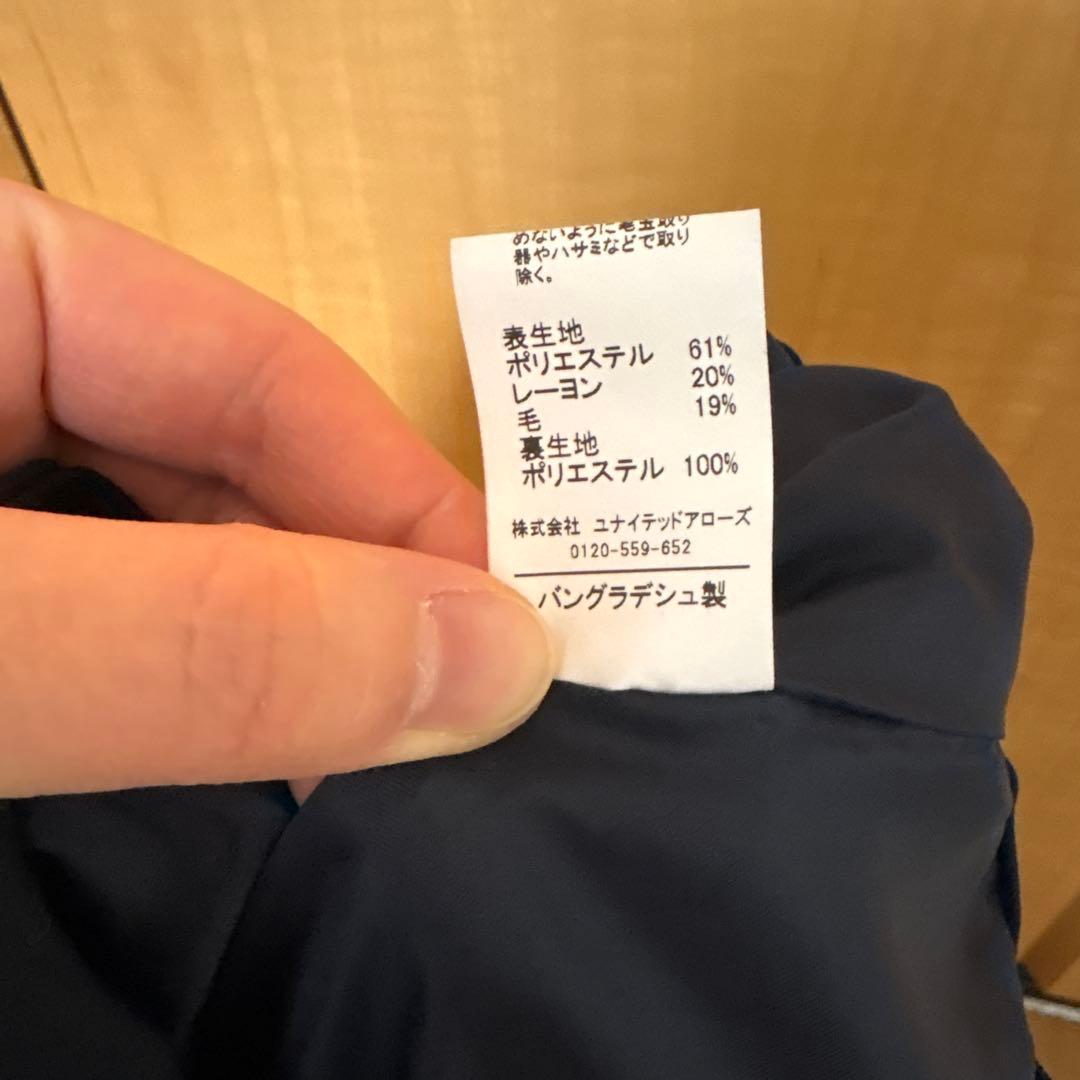 めないように毛玉取り
器やハサミなどで取り
除く。
表生地
ポリエステル 61%
レーヨン 20%
毛 19%
裏生地
ポリエステル 100%
株式会社 ユナイテッドアローズ
0120-559-652
バングラデシュ製